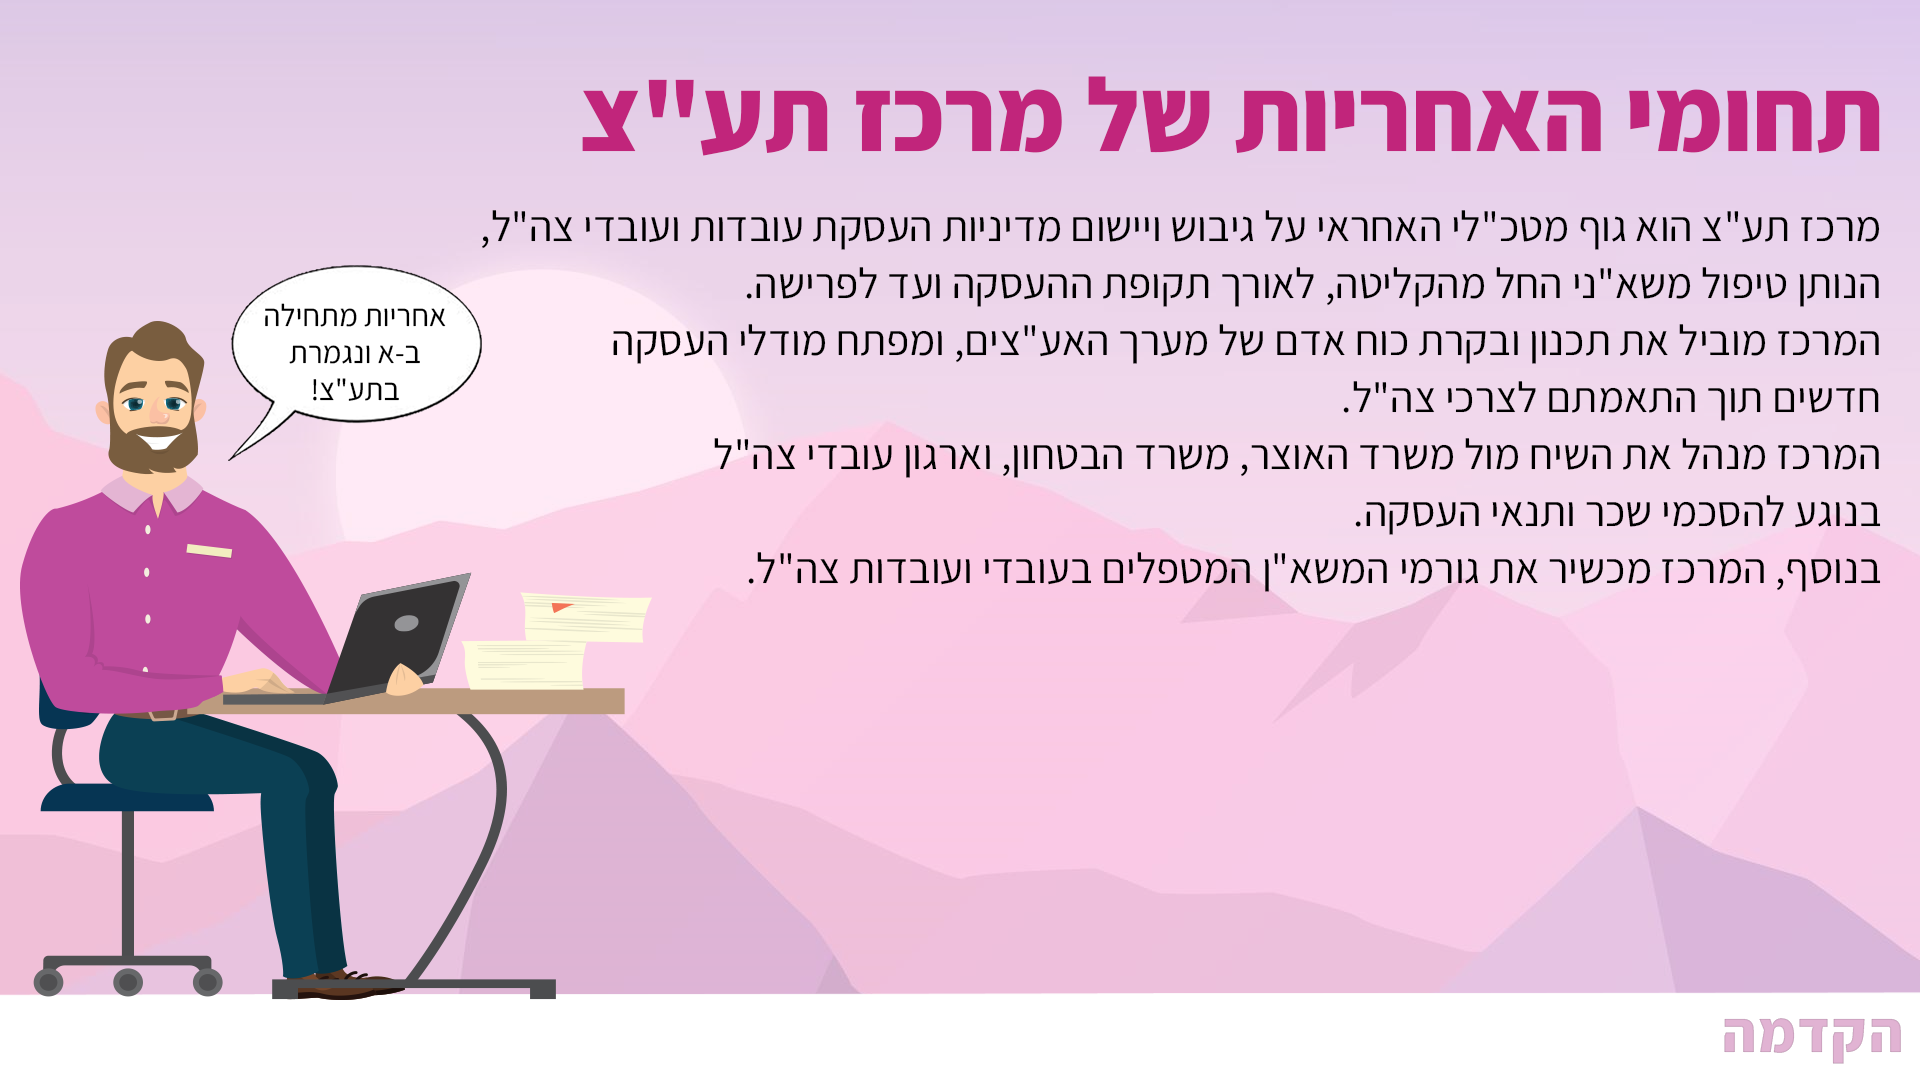 תחומי האחריות של מרכז תע"צ
מרכז תע"צ הוא גוף מטכ"לי האחראי על גיבוש ויישום מדיניות העסקת עובדות ועובדי צה"ל,
הנותן טיפול משא"ני החל מהקליטה, לאורך תקופת ההעסקה ועד לפרישה.
המרכז מוביל את תכנון ובקרת כוח אדם של מערך האע"צים, ומפתח מודלי העסקה
חדשים תוך התאמתם לצרכי צה"ל.
המרכז מנהל את השיח מול משרד האוצר, משרד הבטחון, וארגון עובדי צה"ל
בנוגע להסכמי שכר ותנאי העסקה.
בנוסף, המרכז מכשיר את גורמי המשא"ן המטפלים בעובדי ועובדות צה"ל.
אחריות מתחילה
ב-א ונגמרת
בתע"צ!
הקדמה